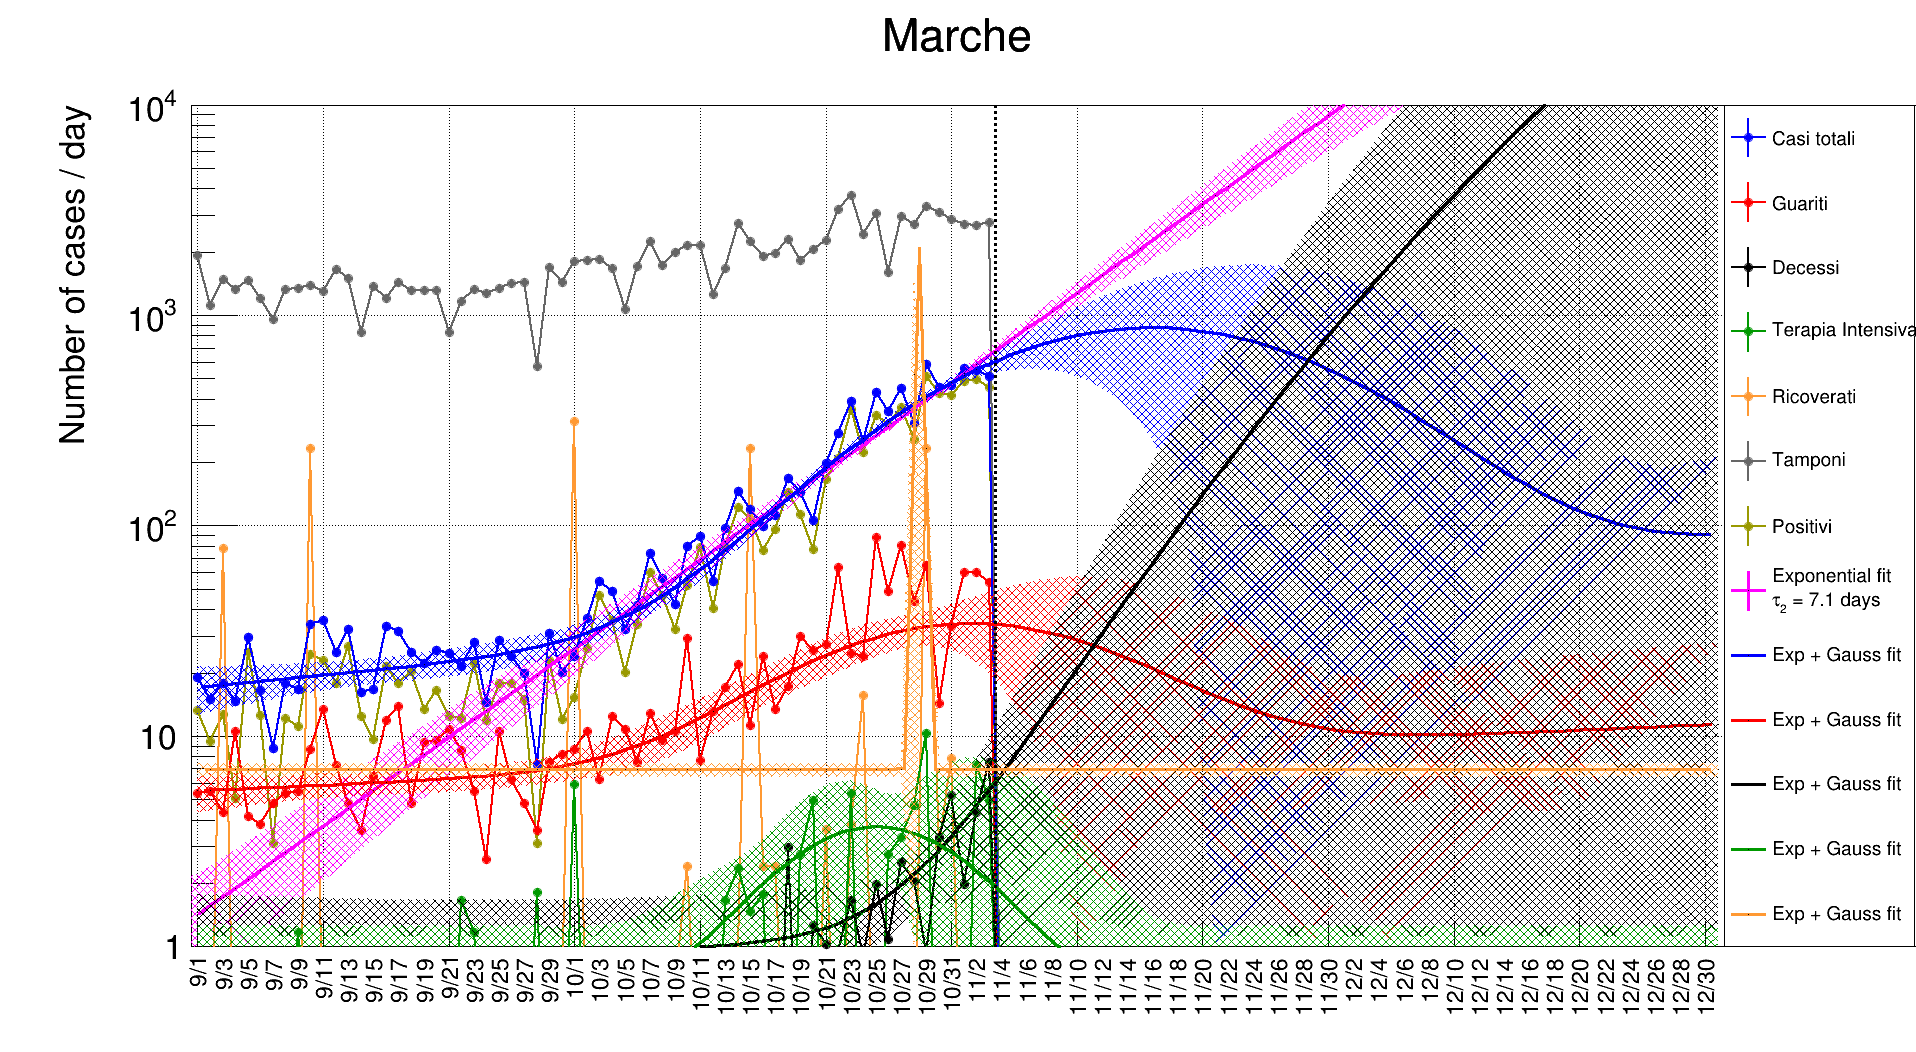 Marche
Number of cases / day
10^4
10^3
10^2
10
1
9/1 9/3 9/5 9/7 9/9 9/11 9/13 9/15 9/17 9/19 9/21 9/23 9/25 9/27 9/29 10/1 10/3 10/5 10/7 10/9 10/11 10/13 10/15 10/17 10/19 10/21 10/23 10/25 10/27 10/29 10/31 11/2 11/4 11/6 11/8 11/10 11/12 11/14 11/16 11/18 11/20 11/22 11/24 11/26 11/28 11/30 12/2 12/4 12/6 12/8 12/10 12/12 12/14 12/16 12/18 12/20 12/22 12/24 12/26 12/28 12/30
Casi totali
Guariti
Decessi
Terapia Intensiva
Ricoverati
Tamponi
Positivi
Exponential fit
τ₂ = 7.1 days
Exp + Gauss fit
Exp + Gauss fit
Exp + Gauss fit
Exp + Gauss fit
Exp + Gauss fit